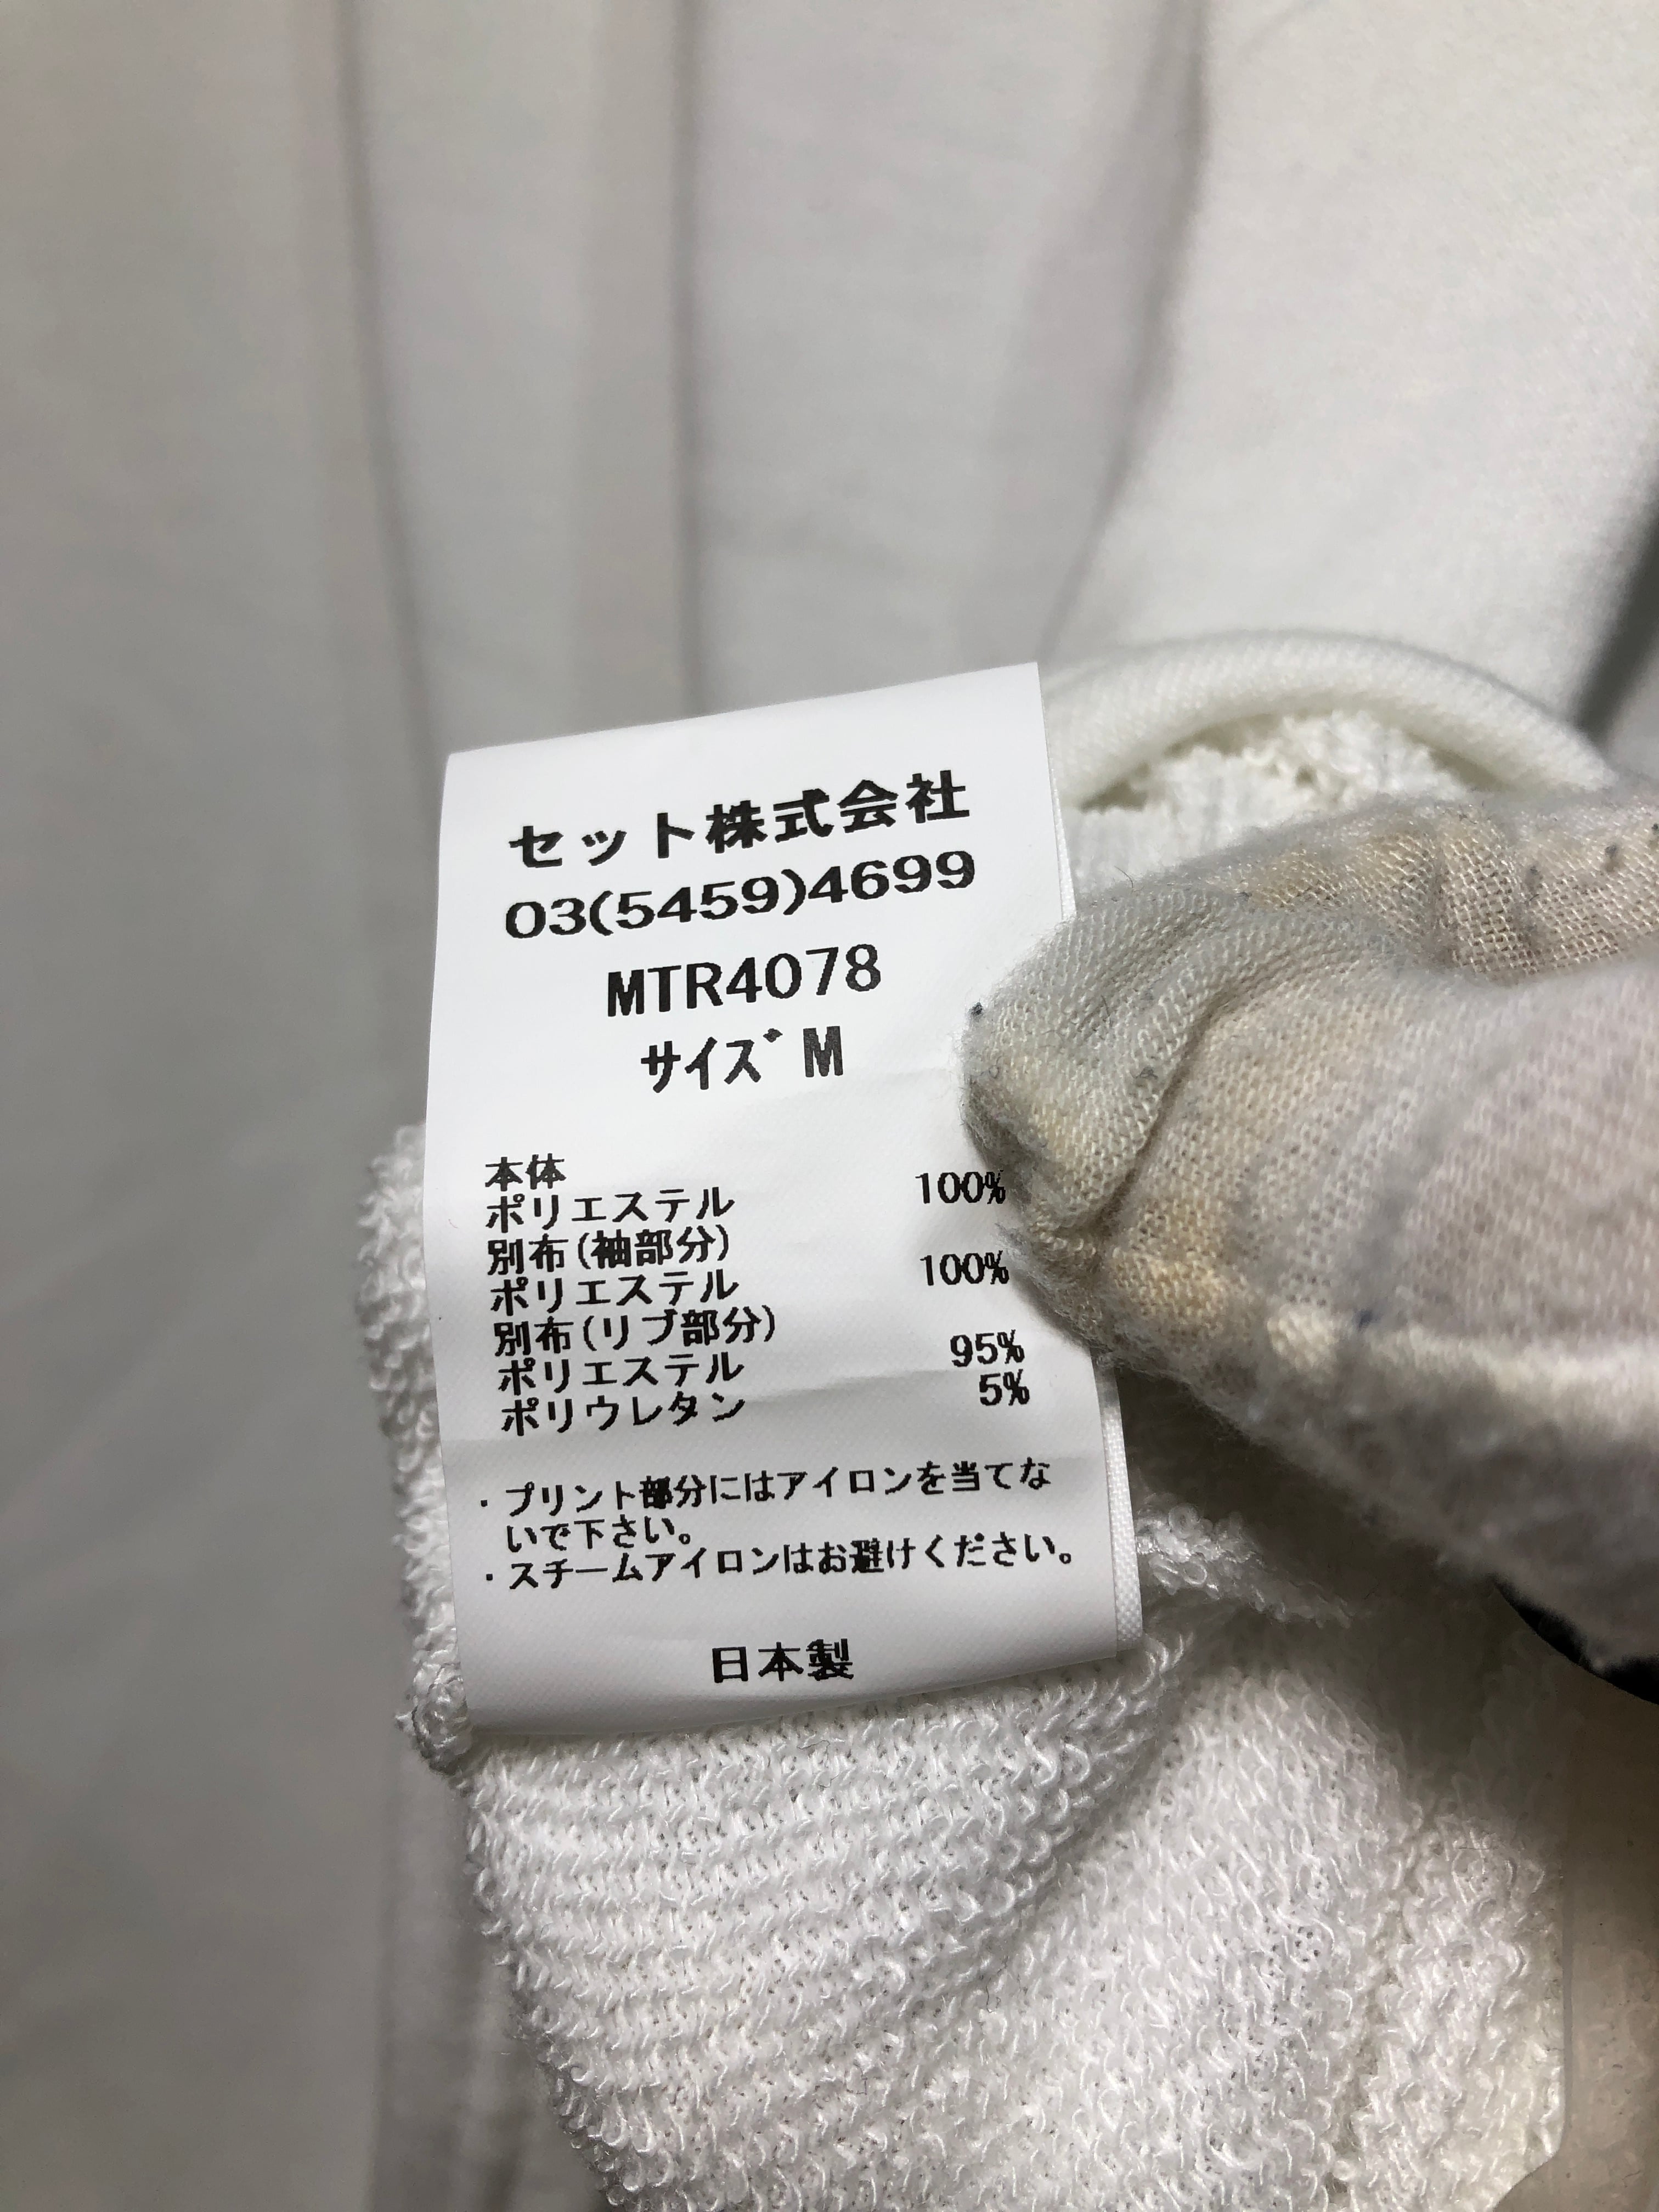 セット株式会社
03(5459)4699
MTR4078
サイズ M
本体
ポリエステル 100%
別布(袖部分)
ポリエステル 100%
別布(リブ部分)
ポリエステル 95%
ポリウレタン 5%
・プリント部分にはアイロンを当てな
いで下さい。
・スチームアイロンはお避けください。
日本製